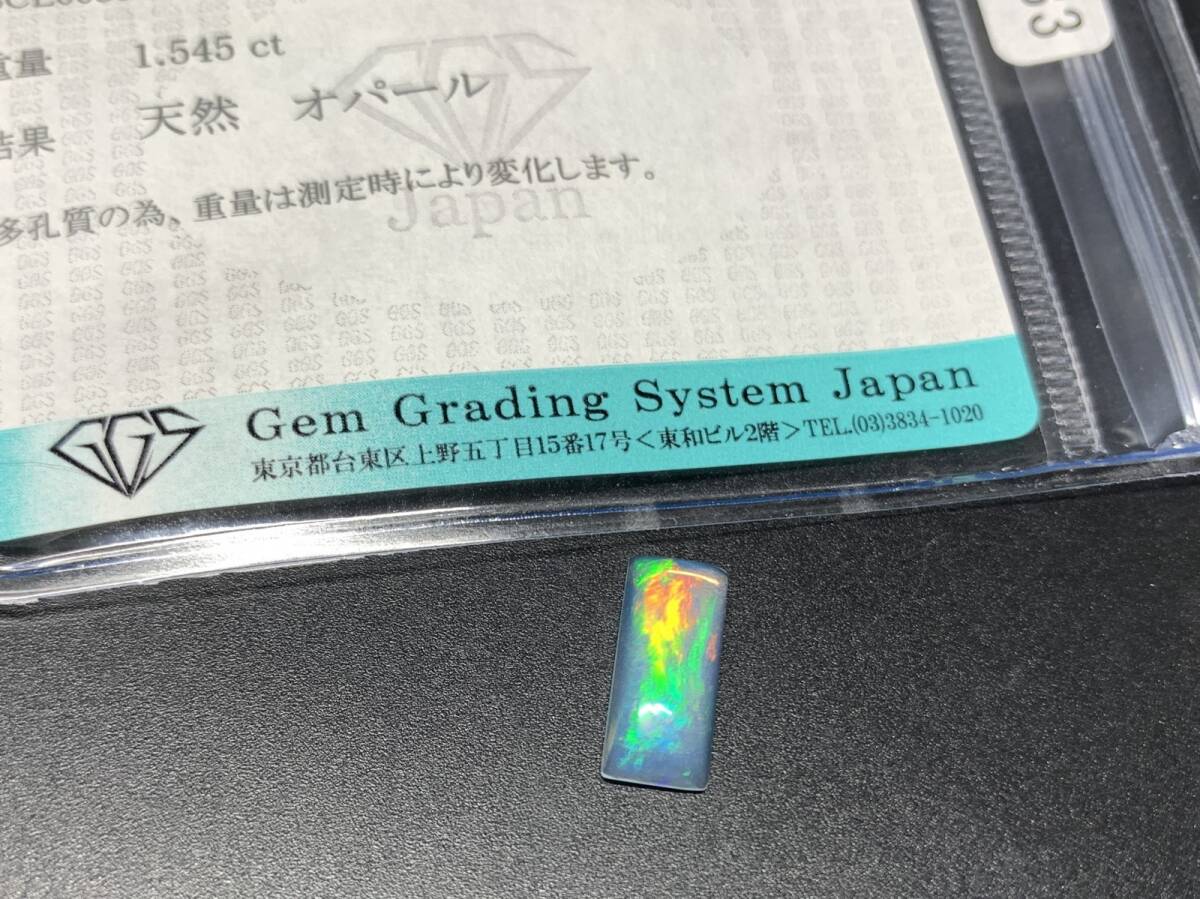 重量 1.545 ct
結果 天然 オパール
多孔質の為、重量は測定時により変化します。
Japan
GGS
Gem Grading System Japan
東京都台東区上野五丁目15番17号＜東和ビル2階＞TEL.(03)3834-1020
53